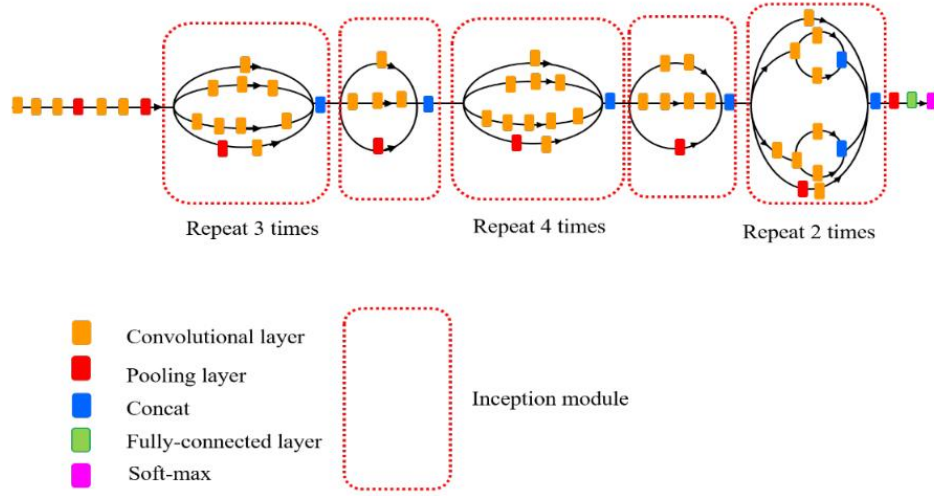 Repeat 3 times
Repeat 4 times
Repeat 2 times
Convolutional layer
Pooling layer
Concat
Fully-connected layer
Soft-max
Inception module